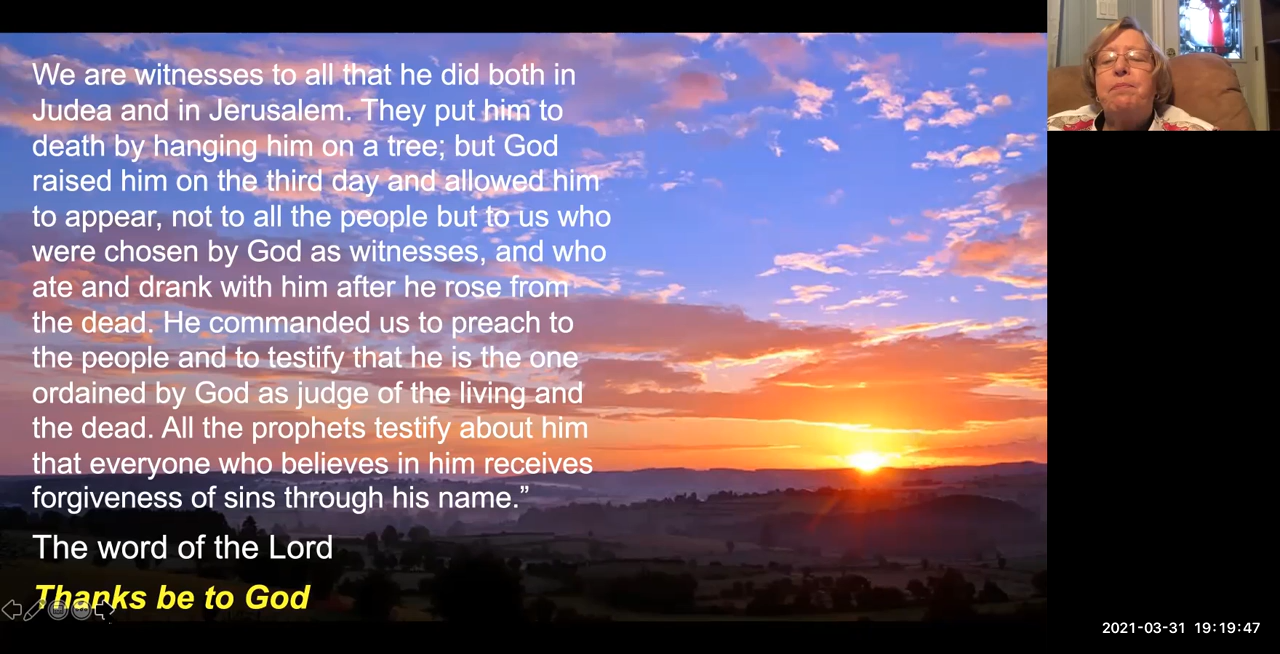 We are witnesses to all that he did both in
Judea and in Jerusalem. They put him to
death by hanging him on a tree; but God
raised him on the third day and allowed him
to appear, not to all the people but to us who
were chosen by God as witnesses, and who
ate and drank with him after he rose from
the dead. He commanded us to preach to
the people and to testify that he is the one
ordained by God as judge of the living and
the dead. All the prophets testify about him
that everyone who believes in him receives
forgiveness of sins through his name.”
The word of the Lord
Thanks be to God
2021-03-31 19:19:47